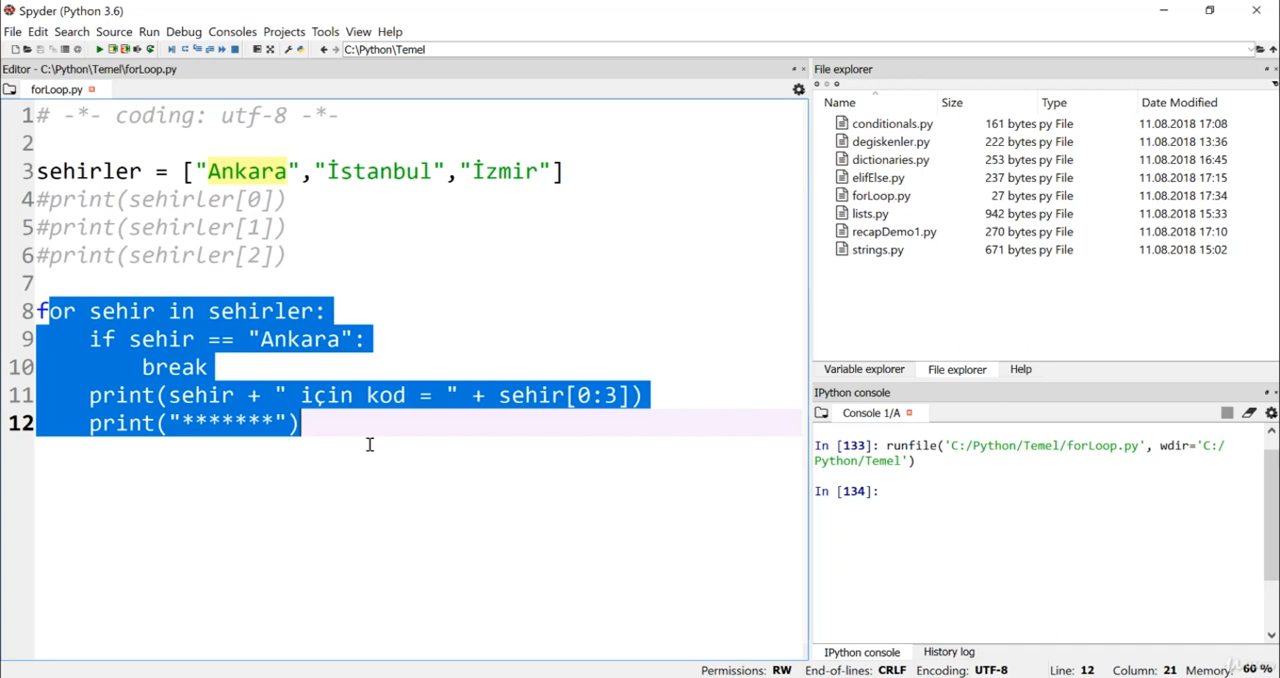 Spyder (Python 3.6)
File Edit Search Source Run Debug Consoles Projects Tools View Help
C:\Python\Temel
Editor - C:\Python\Temel\forLoop.py
forLoop.py
1 # -*- coding: utf-8 -*-
2
3 sehirler = ["Ankara","İstanbul","İzmir"]
4 #print(sehirler[0])
5 #print(sehirler[1])
6 #print(sehirler[2])
7
8 for sehir in sehirler:
9 if sehir == "Ankara":
10 break
11 print(sehir + " için kod = " + sehir[0:3])
12 print("*******")
File explorer
Name Size Type Date Modified
conditionals.py 161 bytes py File 11.08.2018 17:08
degiskenler.py 222 bytes py File 11.08.2018 13:36
dictionaries.py 253 bytes py File 11.08.2018 16:45
elifElse.py 237 bytes py File 11.08.2018 17:15
forLoop.py 27 bytes py File 11.08.2018 17:34
lists.py 942 bytes py File 11.08.2018 15:33
recapDemo1.py 270 bytes py File 11.08.2018 17:10
strings.py 671 bytes py File 11.08.2018 15:02
Variable explorer File explorer Help
IPython console
Console 1/A
In [133]: runfile('C:/Python/Temel/forLoop.py', wdir='C:/
Python/Temel')
In [134]:
IPython console History log
Permissions: RW End-of-lines: CRLF Encoding: UTF-8 Line: 12 Column: 21 Memory: 60 %